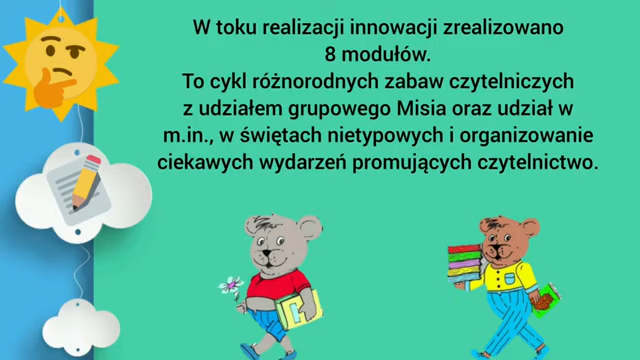 W toku realizacji innowacji zrealizowano
8 modułów.
To cykl różnorodnych zabaw czytelniczych
z udziałem grupowego Misia oraz udział w
m.in., w świętach nietypowych i organizowanie
ciekawych wydarzeń promujących czytelnictwo.